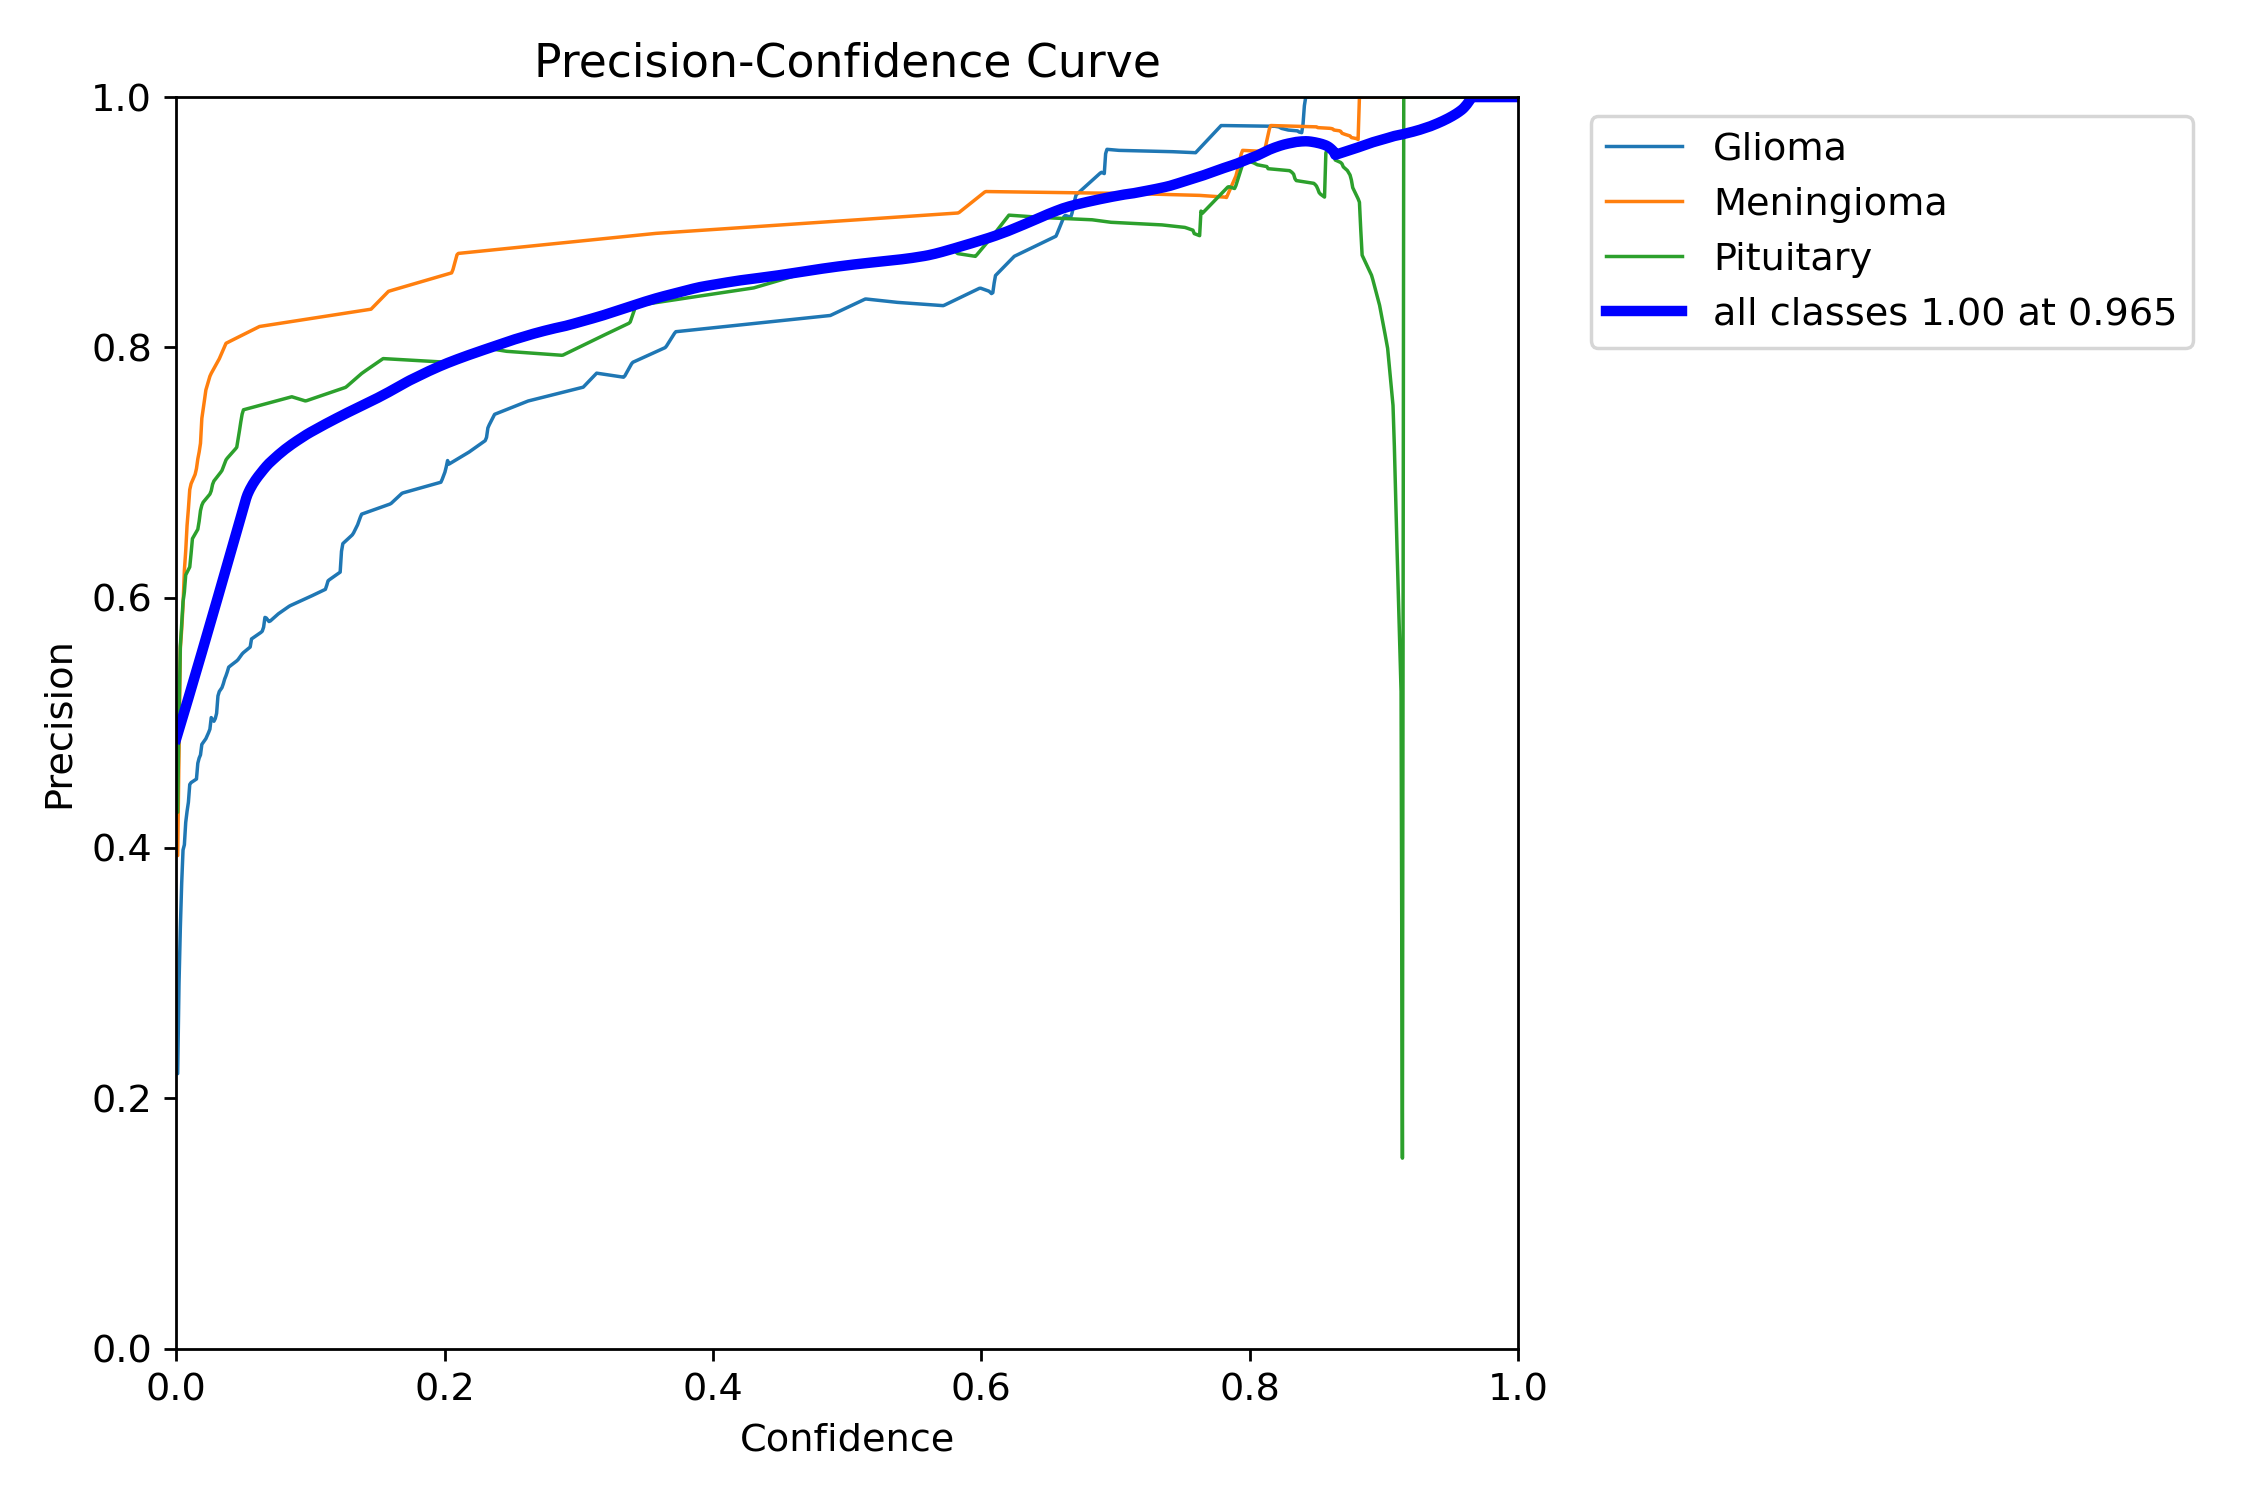 Precision-Confidence Curve
1.0
0.8
0.6
0.4
0.2
0.0
Precision
0.0 0.2 0.4 0.6 0.8 1.0
Confidence
Glioma
Meningioma
Pituitary
all classes 1.00 at 0.965